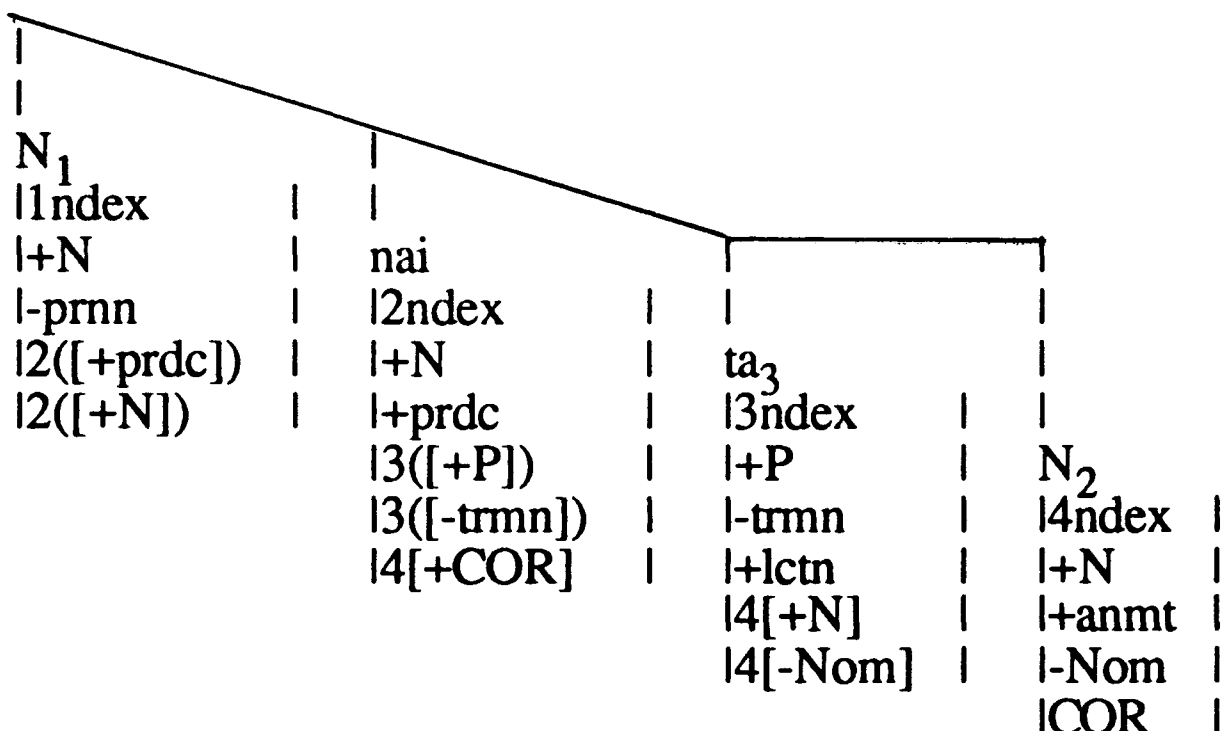 N₁
|1ndex |
|+N |
|-prnn |
|2([+prdc]) |
|2([+N]) |
nai
|2ndex |
|+N |
|+prdc |
|3([+P]) |
|3([-trmn]) |
|4[+COR] |
ta₃
|3ndex |
|+P |
|-trmn |
|+lctn |
|4[+N] |
|4[-Nom] |
N₂
|4ndex |
|+N |
|+anmt |
|-Nom |
|COR |